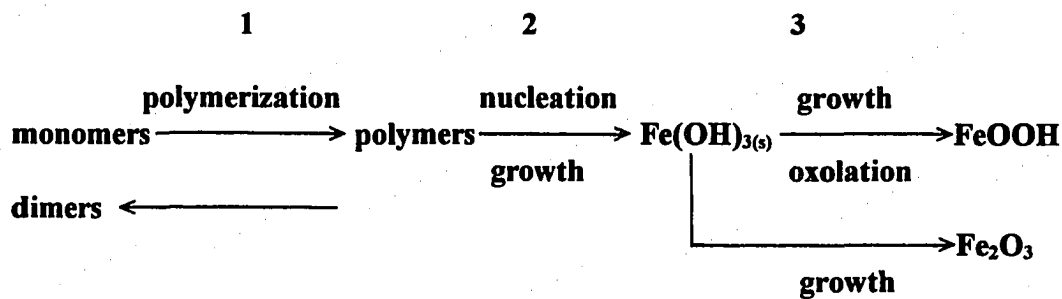 1 2 3
polymerization nucleation growth
monomers polymers Fe(OH)3(s) FeOOH
growth oxolation
dimers
Fe2O3
growth